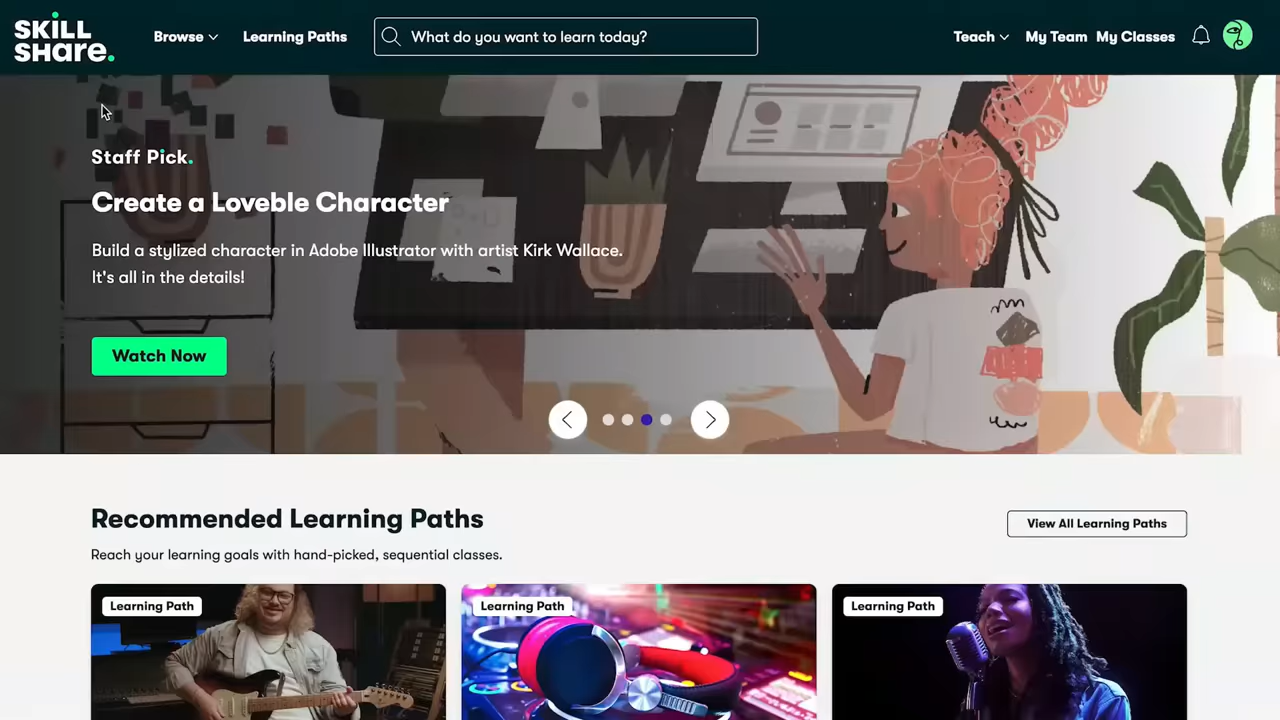 SKiLL
SHare.
Browse
Learning Paths
What do you want to learn today?
Teach
My Team
My Classes
Staff Pick.
Create a Loveble Character
Build a stylized character in Adobe Illustrator with artist Kirk Wallace.
It's all in the details!
Watch Now
Recommended Learning Paths
View All Learning Paths
Reach your learning goals with hand-picked, sequential classes.
Learning Path
Learning Path
Learning Path